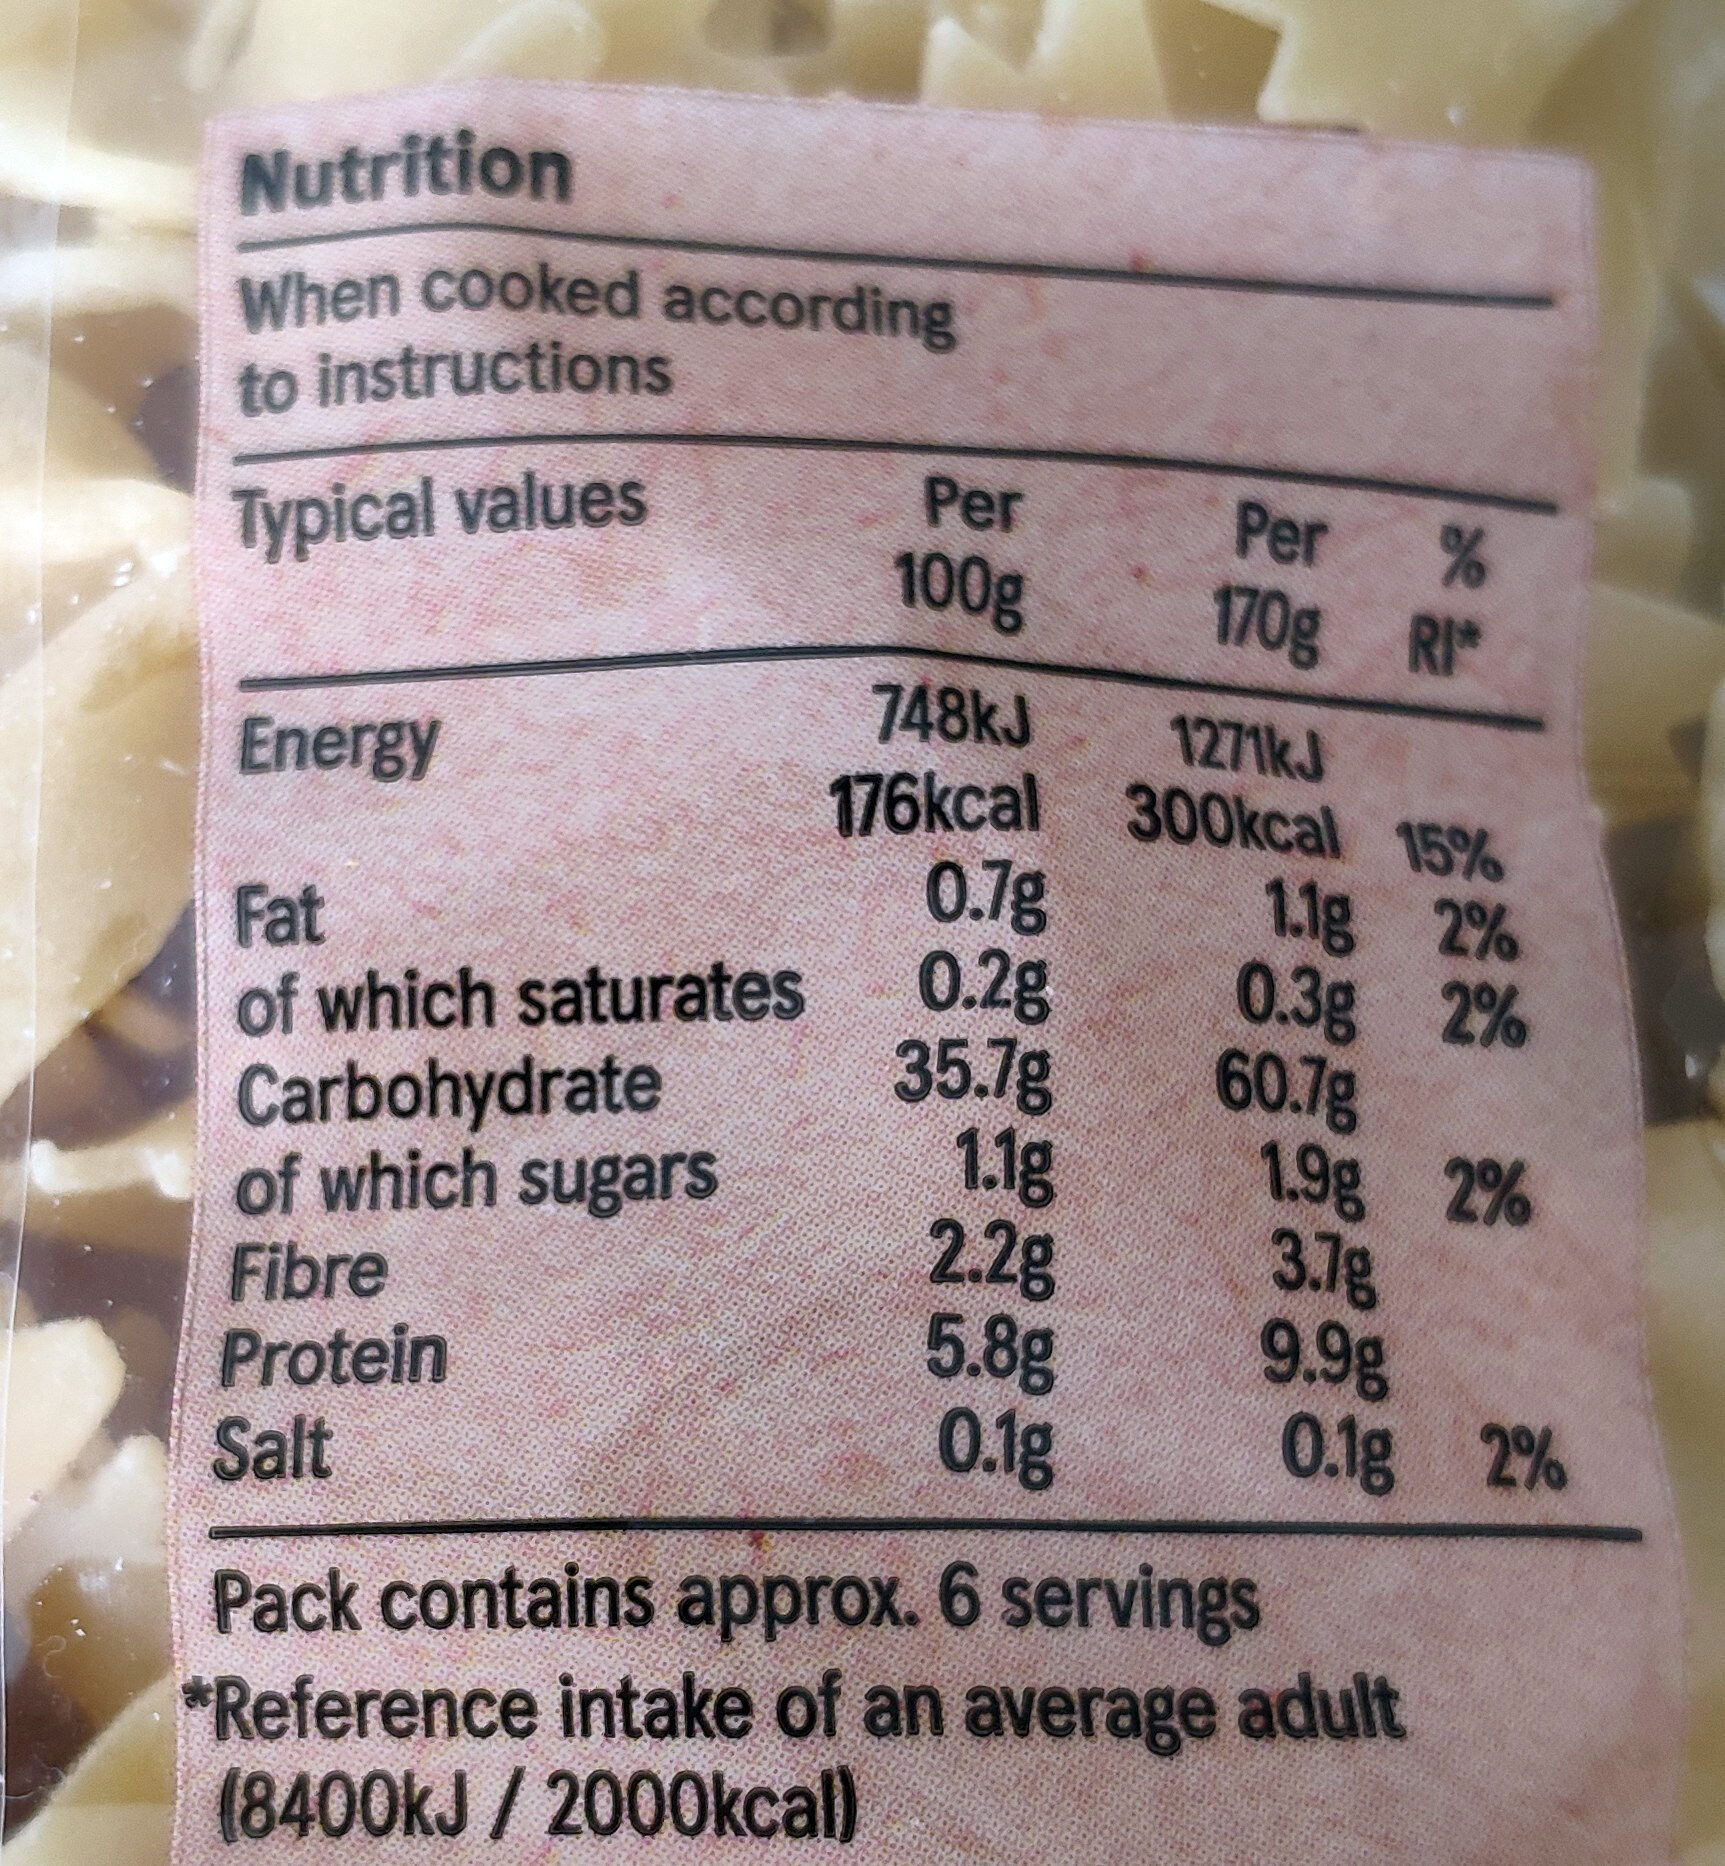 Nutrition
When cooked according
to instructions
Typical values Per Per %
100g 170g RI*
Energy 748kJ 1271kJ
176kcal 300kcal 15%
Fat 0.7g 1.1g 2%
of which saturates 0.2g 0.3g 2%
Carbohydrate 35.7g 60.7g
of which sugars 1.1g 1.9g 2%
Fibre 2.2g 3.7g
Protein 5.8g 9.9g
Salt 0.1g 0.1g 2%
Pack contains approx. 6 servings
*Reference intake of an average adult
(8400kJ / 2000kcal)